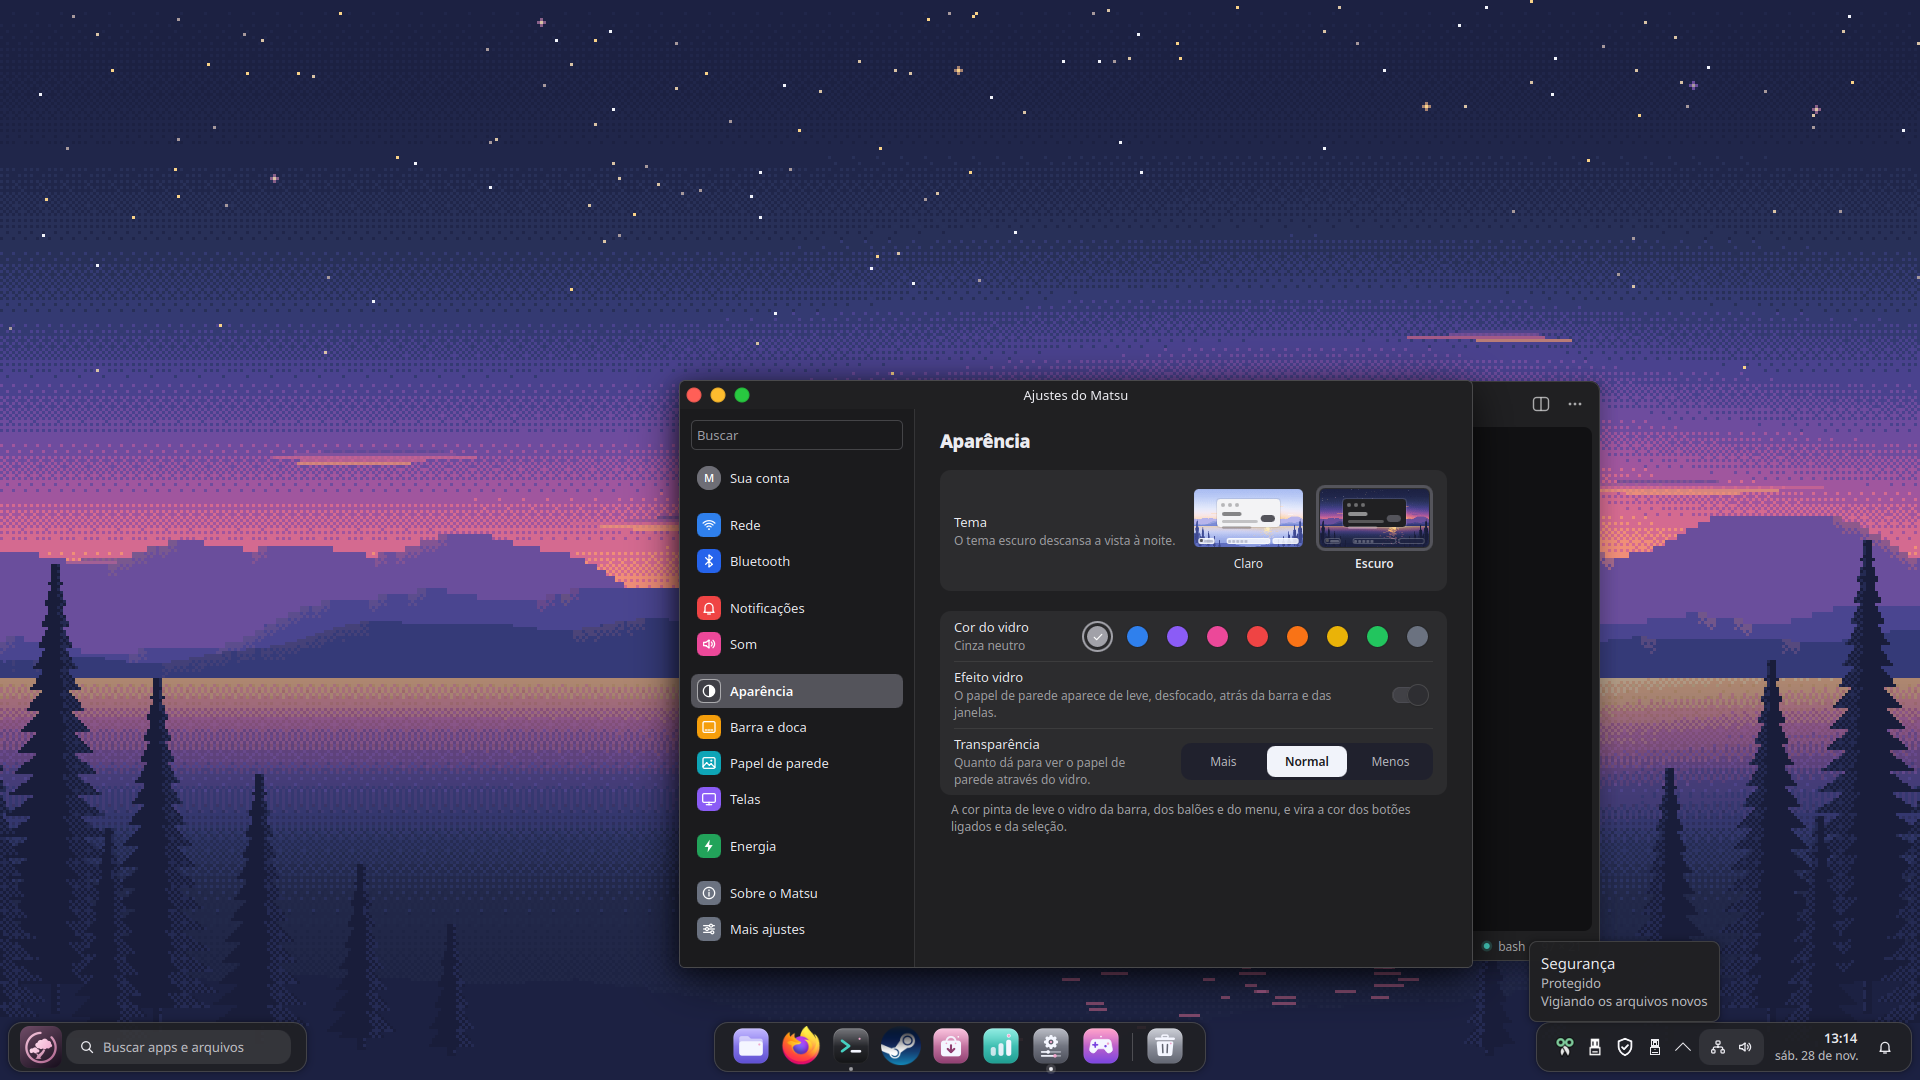 Ajustes do Matsu
Buscar
M
Sua conta
Rede
Bluetooth
Notificações
Som
Aparência
Barra e doca
Papel de parede
Telas
Energia
Sobre o Matsu
Mais ajustes
Aparência
Tema
O tema escuro descansa a vista à noite.
Claro
Escuro
Cor do vidro
Cinza neutro
Efeito vidro
O papel de parede aparece de leve, desfocado, atrás da barra e das
janelas.
Transparência
Quanto dá para ver o papel de
parede através do vidro.
Mais
Normal
Menos
A cor pinta de leve o vidro da barra, dos balões e do menu, e vira a cor dos botões
ligados e da seleção.
bash
Segurança
Protegido
Vigiando os arquivos novos
Buscar apps e arquivos
13:14
sáb. 28 de nov.